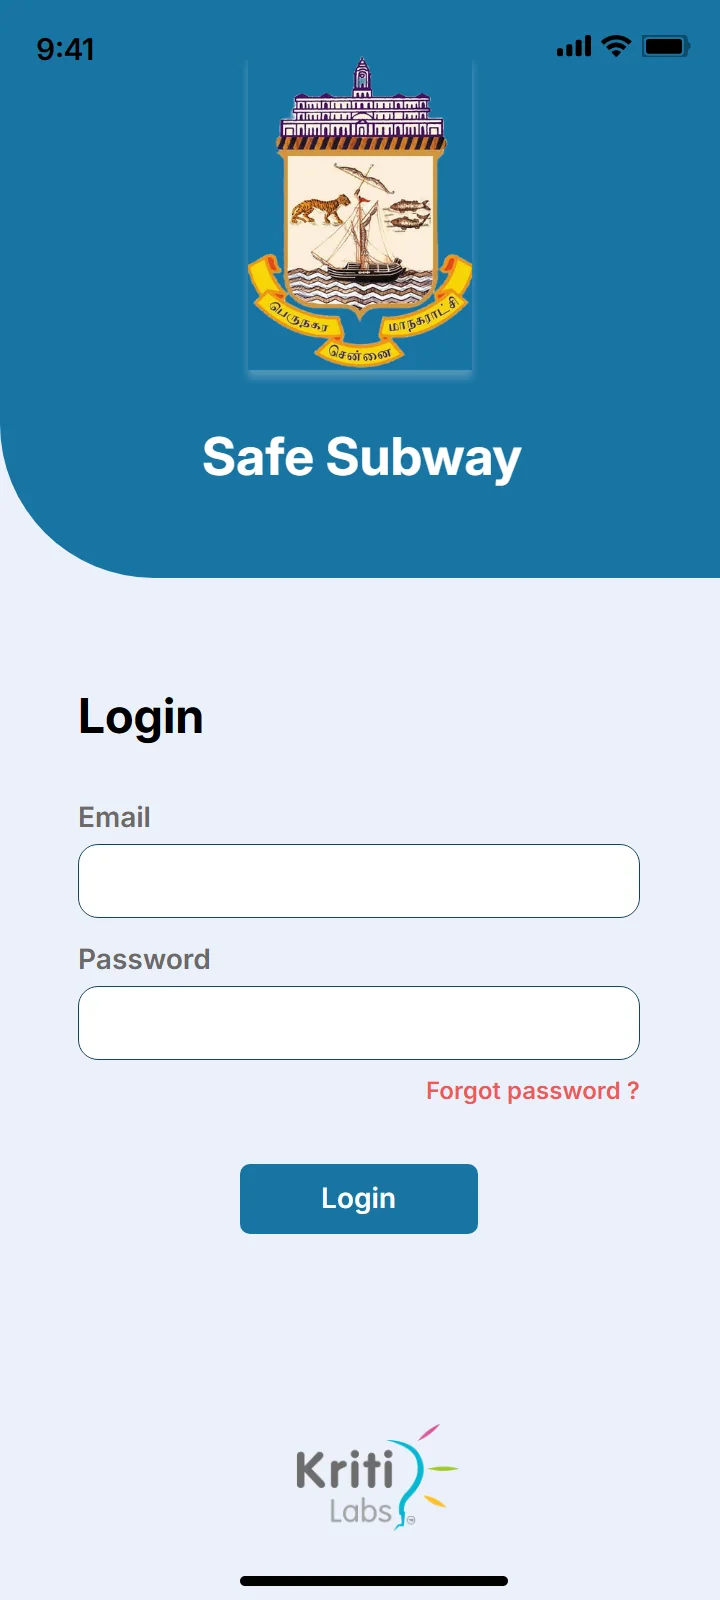 9:41
பெருநகர
மாநகராட்சி
சென்னை
Safe Subway
Login
Email
Password
Forgot password ?
Login
Kriti
Labs